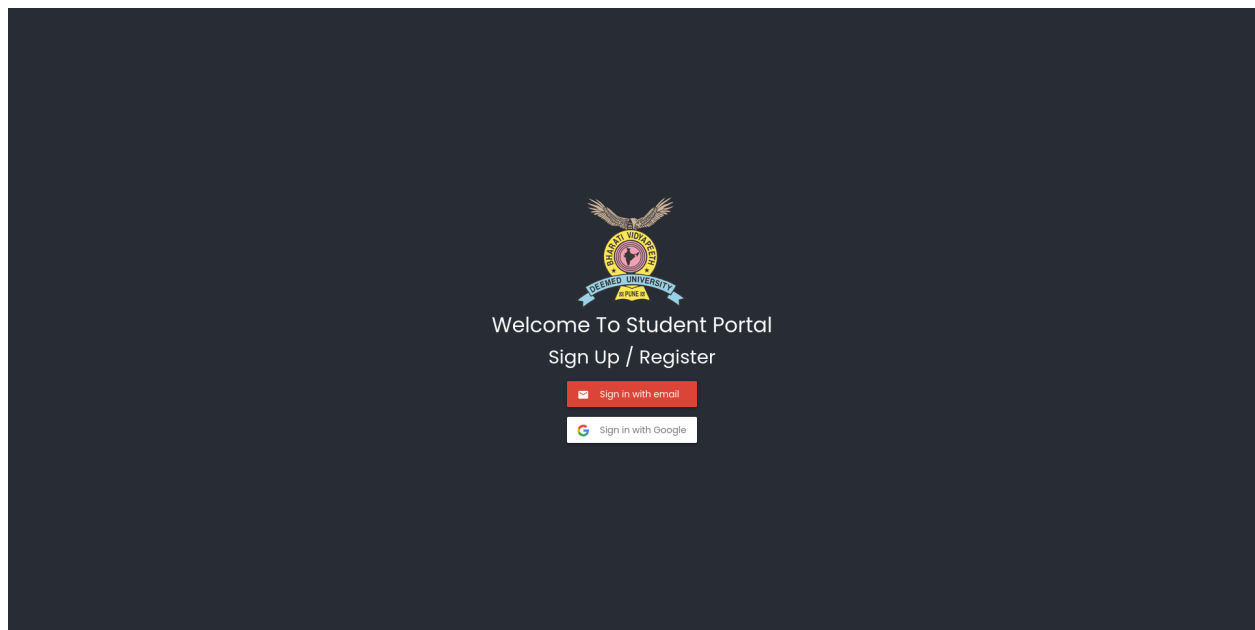 BHARATI VIDYAPEETH
DEEMED UNIVERSITY
PUNE
Welcome To Student Portal
Sign Up / Register
Sign in with email
Sign in with Google